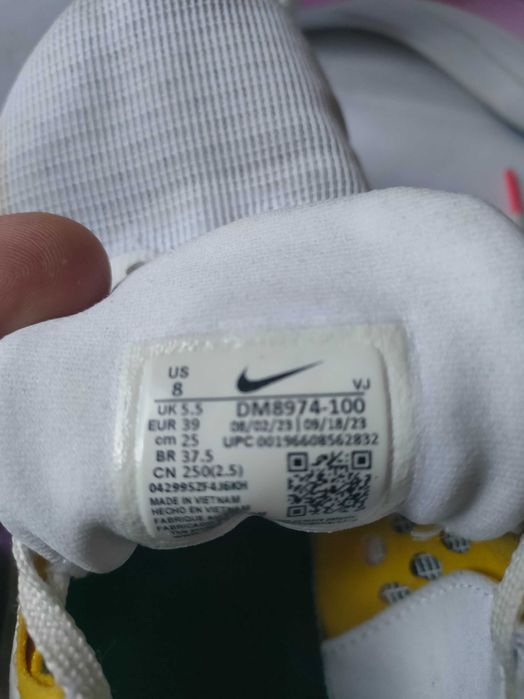 US
8
VJ
UK 5.5 DM8974-100
EUR 39 08/02/23 | 09/18/23
cm 25 UPC 00196608562832
BR 37.5
CN 250(2.5)
MADE IN VIETNAM
HECHO EN VIETNAM
FABRIQUE